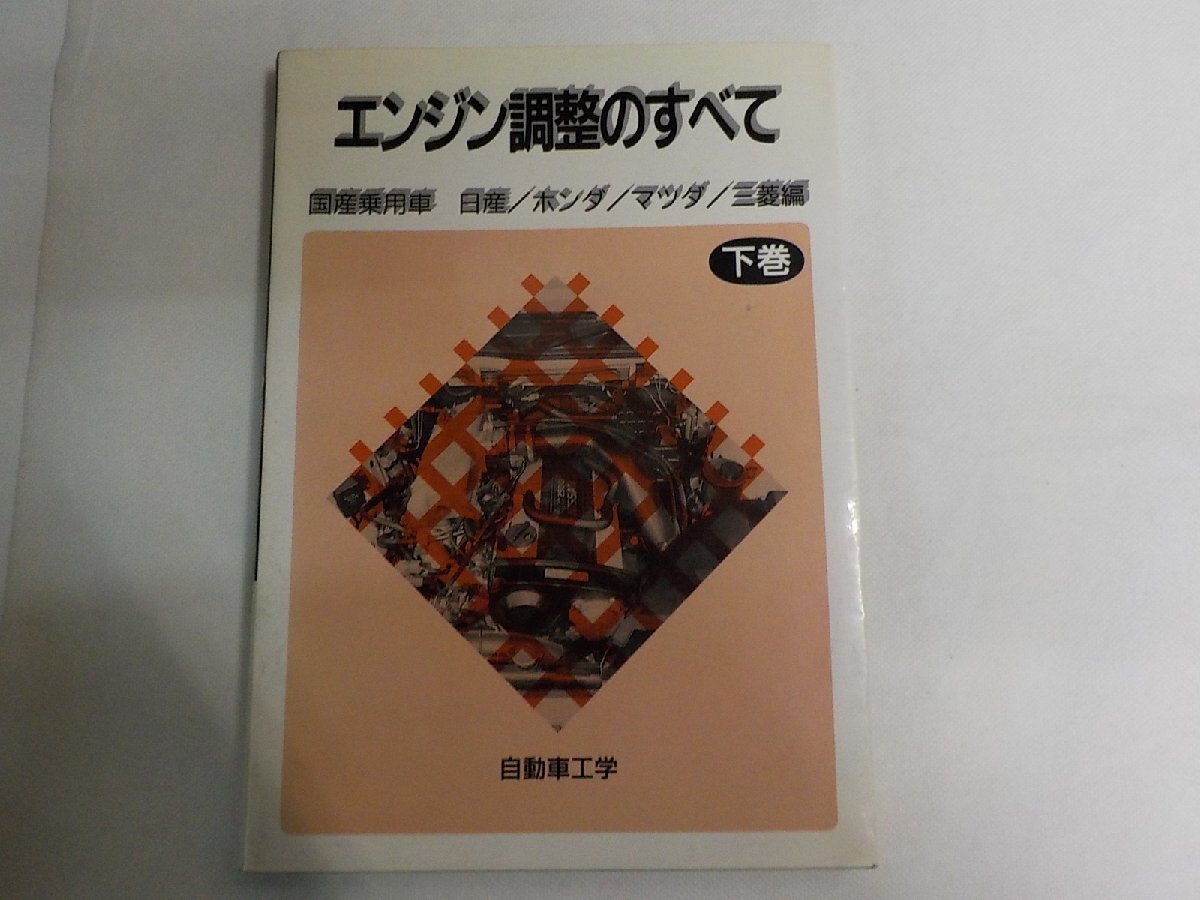 エンジン調整のすべて
国産乗用車 日産/ホンダ/マツダ/三菱編
下巻
自動車工学